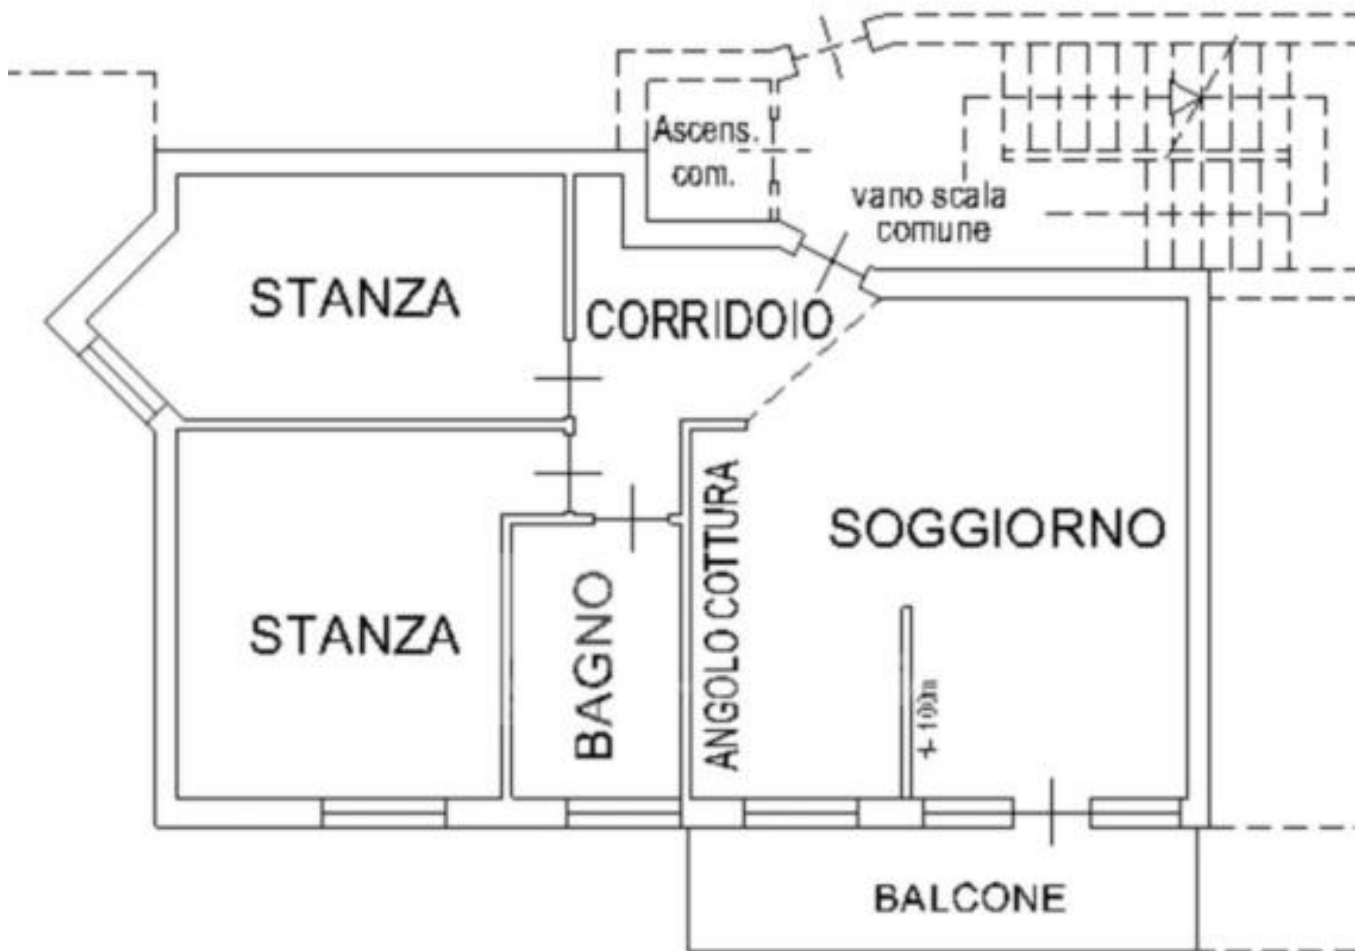 Ascens.
com.
vano scala
comune
STANZA
CORRIDOIO
SOGGIORNO
ANGOLO COTTURA
STANZA
BAGNO
BALCONE